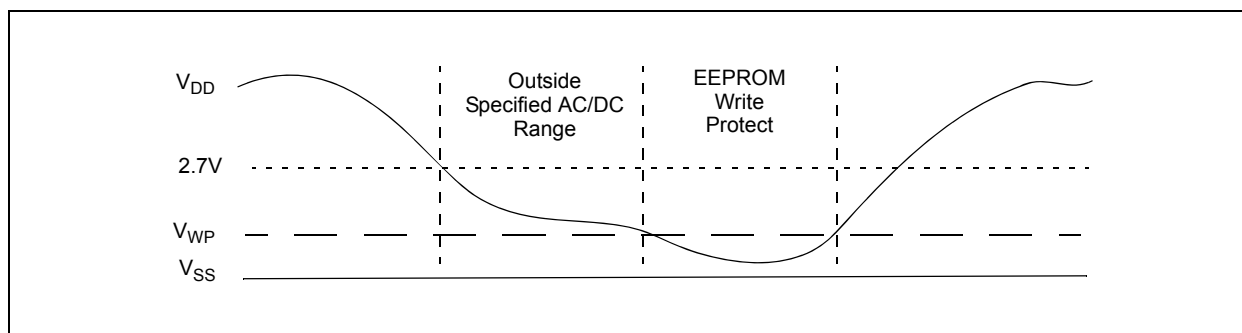 V_DD
Outside
Specified AC/DC
Range
EEPROM
Write
Protect
2.7V
V_WP
V_SS